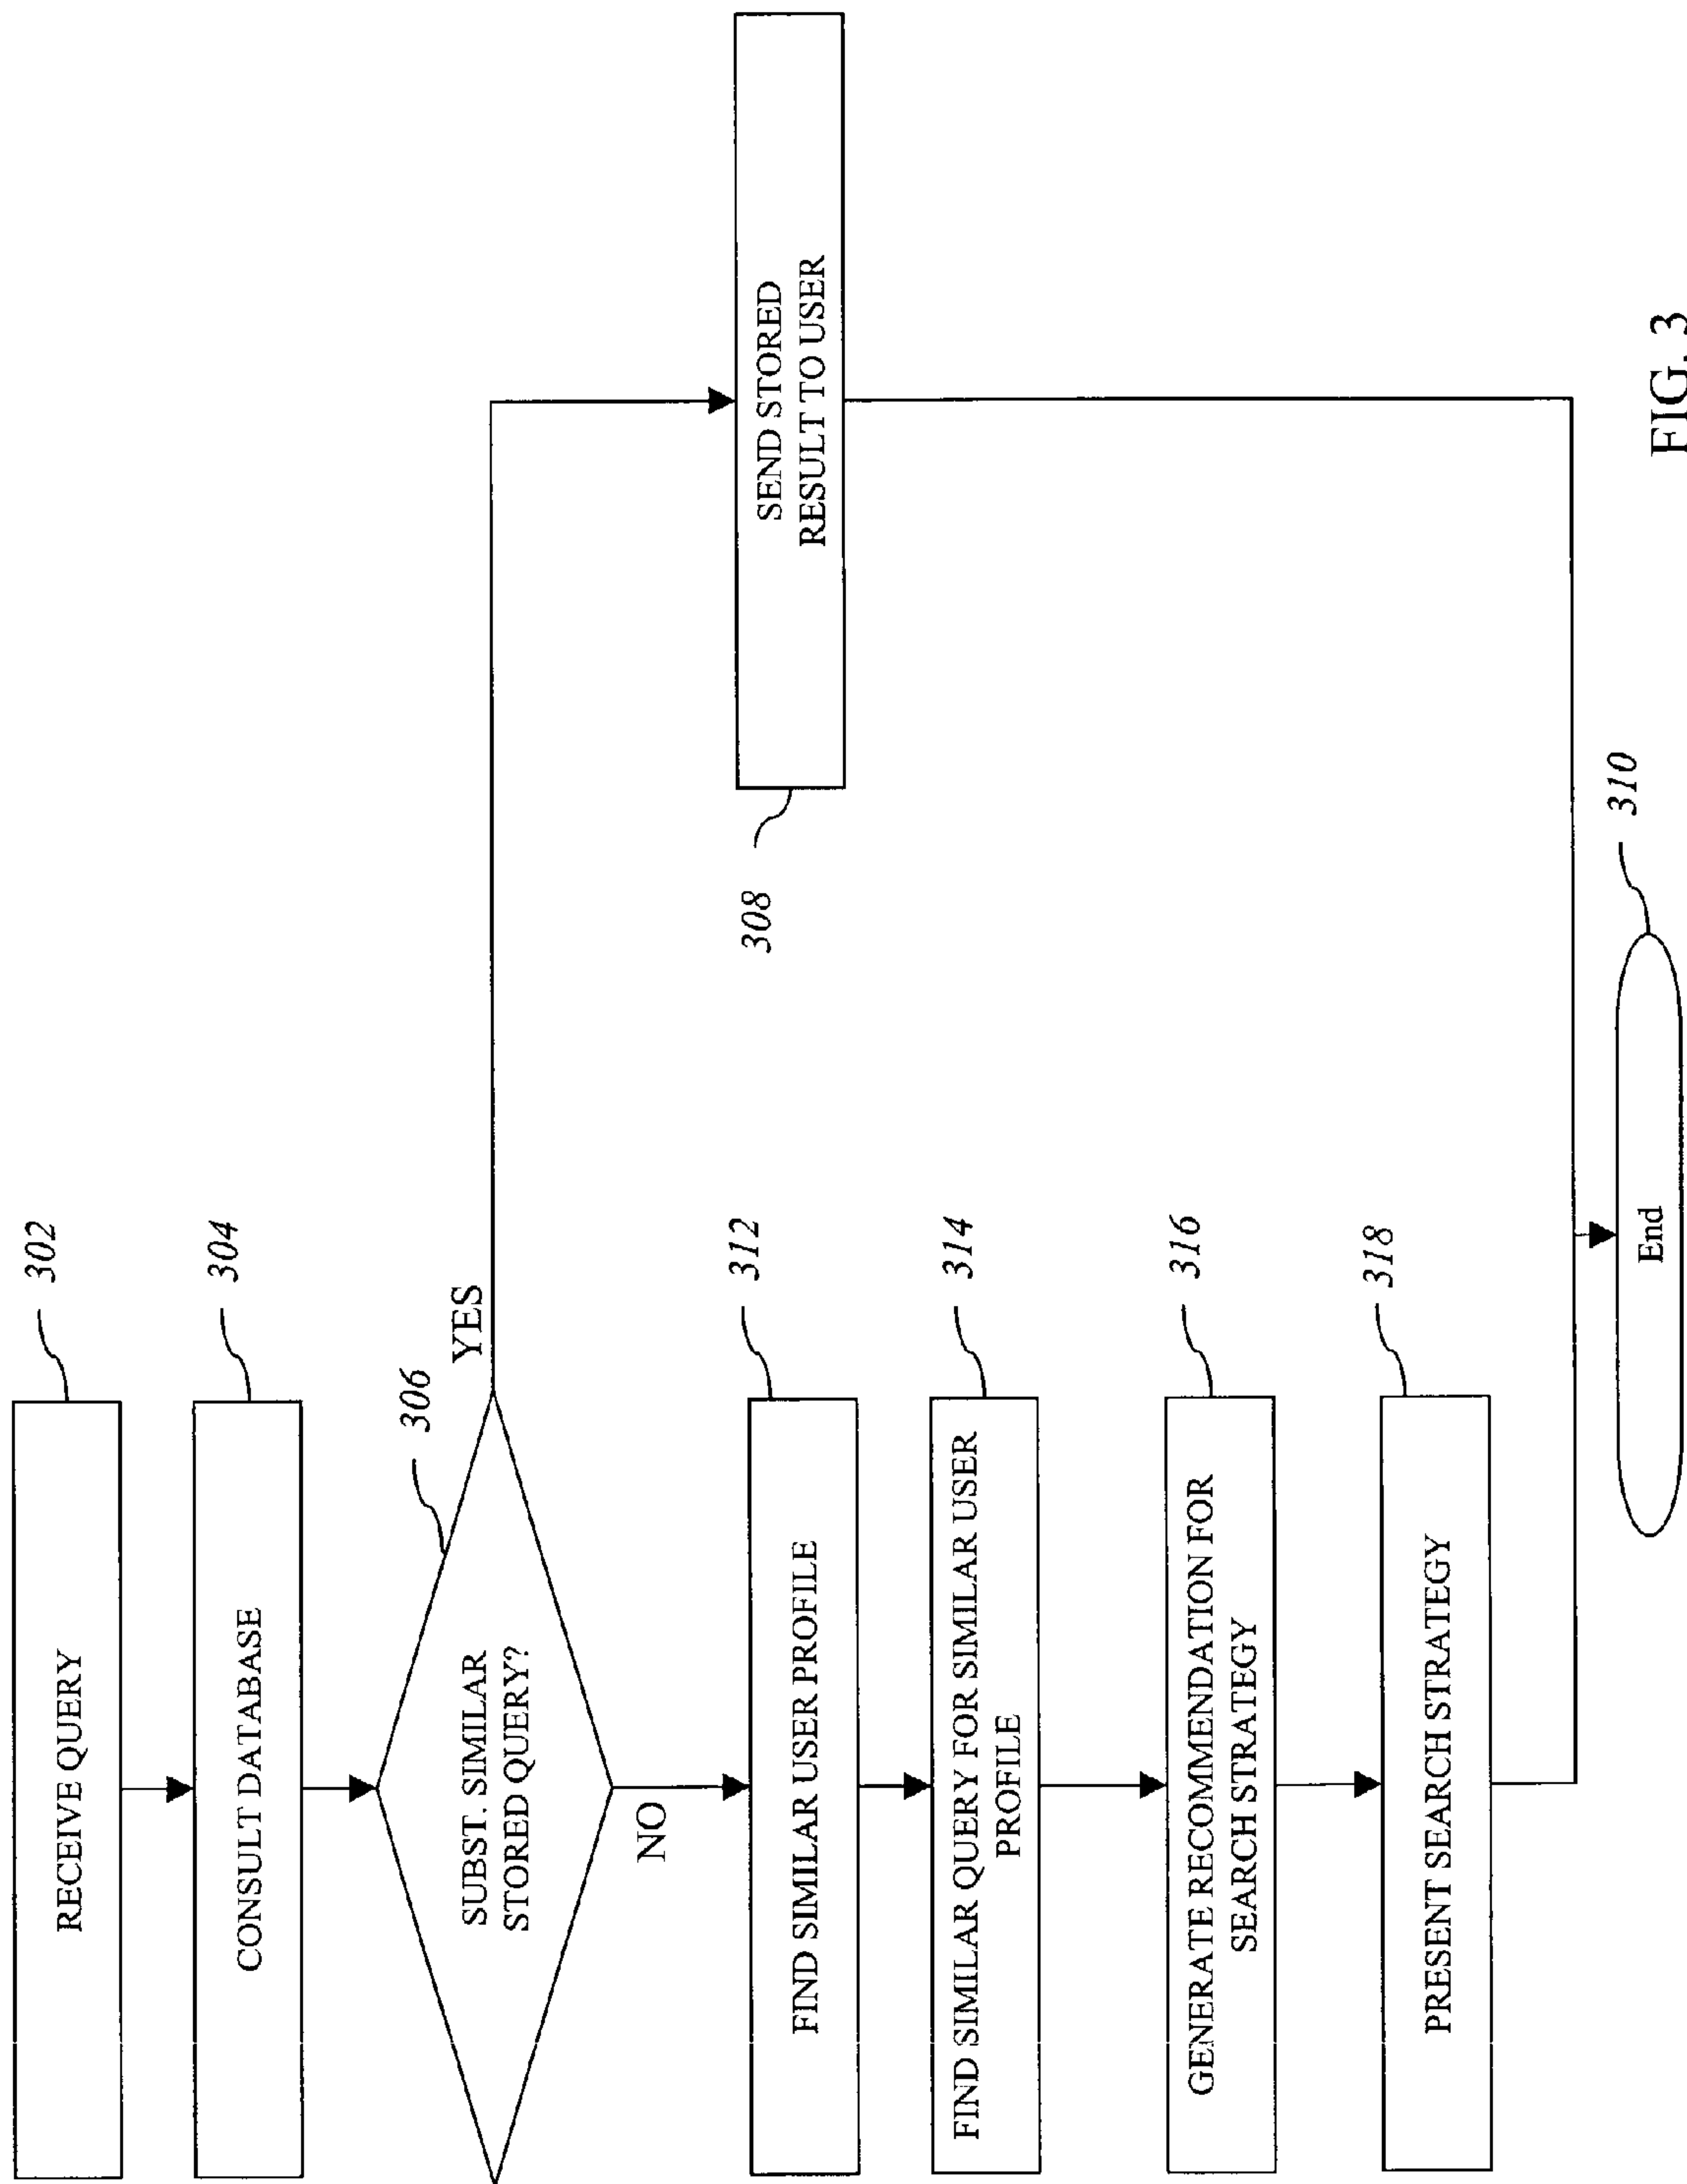 302
RECEIVE QUERY
304
CONSULT DATABASE
306
SUBST. SIMILAR
STORED QUERY?
YES
NO
SEND STORED
RESULT TO USER
308
312
FIND SIMILAR USER PROFILE
314
FIND SIMILAR QUERY FOR SIMILAR USER
PROFILE
316
GENERATE RECOMMENDATION FOR
SEARCH STRATEGY
318
PRESENT SEARCH STRATEGY
310
End
FIG. 3